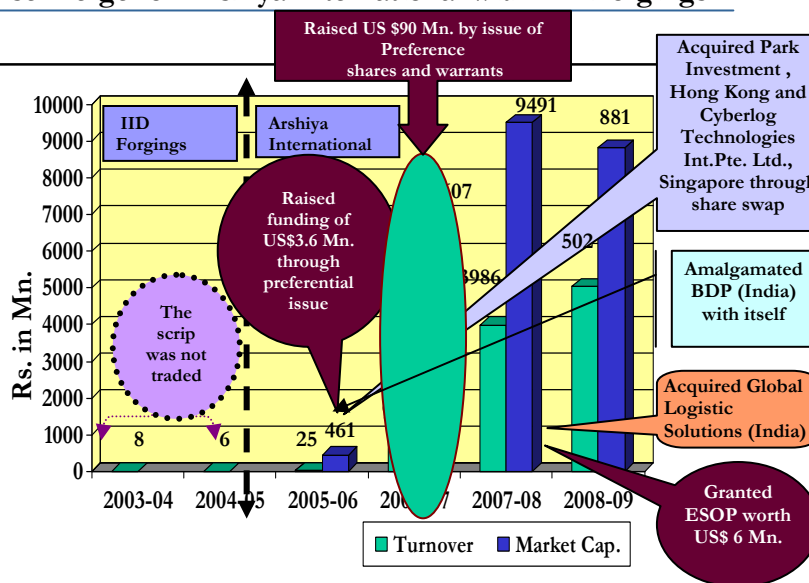 Raised US $90 Mn. by issue of
Preference
shares and warrants
Acquired Park
Investment ,
Hong Kong and
Cyberlog
Technologies
Int.Pte. Ltd.,
Singapore through
share swap
IID
Forgings
Arshiya
International
Raised
funding of
US$3.6 Mn.
through
preferential
issue
The
scrip
was not
traded
Amalgamated
BDP (India)
with itself
Acquired Global
Logistic
Solutions (India)
Granted
ESOP worth
US$ 6 Mn.
Rs. in Mn.
10000
9000
8000
7000
6000
5000
4000
3000
2000
1000
0
8
6
25
461
3986
9491
502
881
2003-04
2004-05
2005-06
2007-08
2008-09
Turnover
Market Cap.